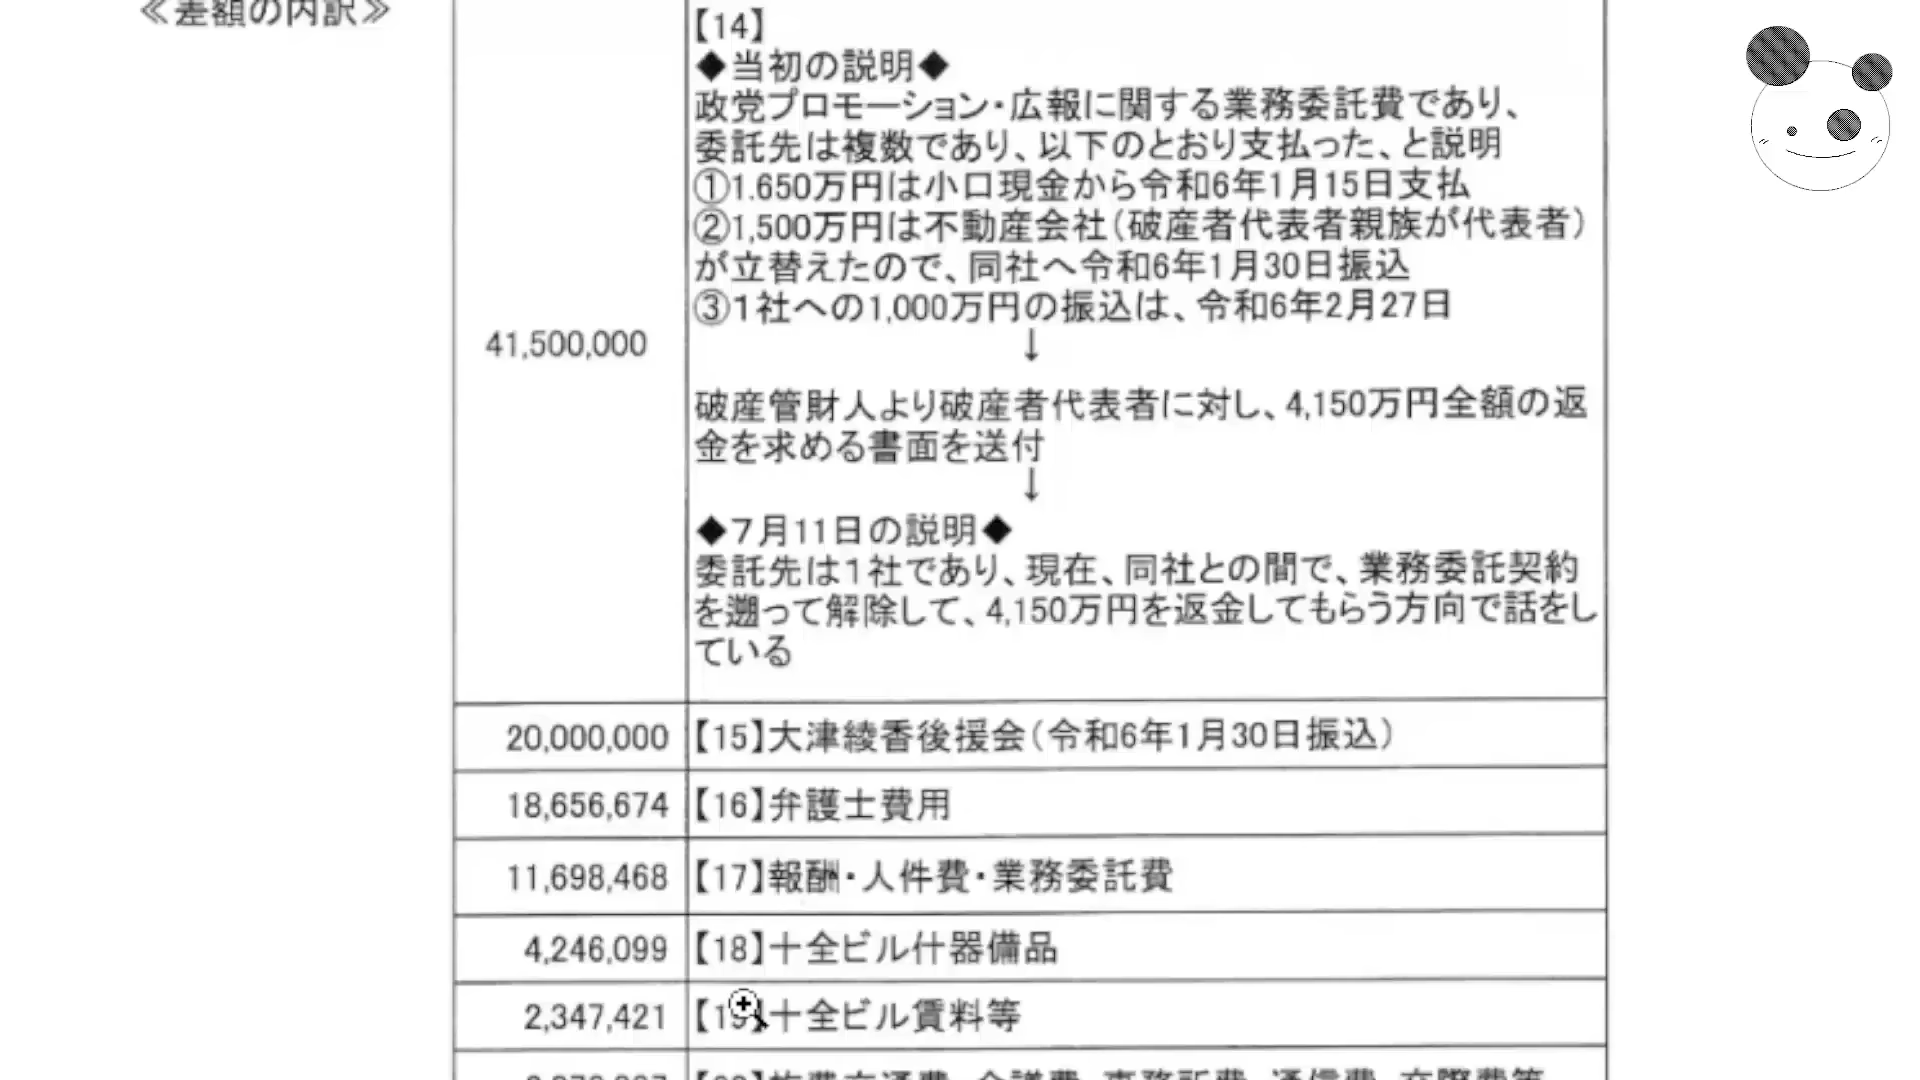 ≪差額の内訳≫
【14】
◆当初の説明◆
政党プロモーション・広報に関する業務委託費であり、
委託先は複数であり、以下のとおり支払った、と説明
①1.650万円は小口現金から令和6年1月15日支払
②1,500万円は不動産会社（破産者代表者親族が代表者）
が立替えたので、同社へ令和6年1月30日振込
③1社への1,000万円の振込は、令和6年2月27日
↓
41,500,000
破産管財人より破産者代表者に対し、4,150万円全額の返
金を求める書面を送付
↓
◆7月11日の説明◆
委託先は1社であり、現在、同社との間で、業務委託契約
を遡って解除して、4,150万円を返金してもらう方向で話をし
ている
20,000,000 【15】大津綾香後援会（令和6年1月30日振込）
18,656,674 【16】弁護士費用
11,698,468 【17】報酬・人件費・業務委託費
4,246,099 【18】十全ビル什器備品
2,347,421 【19】十全ビル賃料等